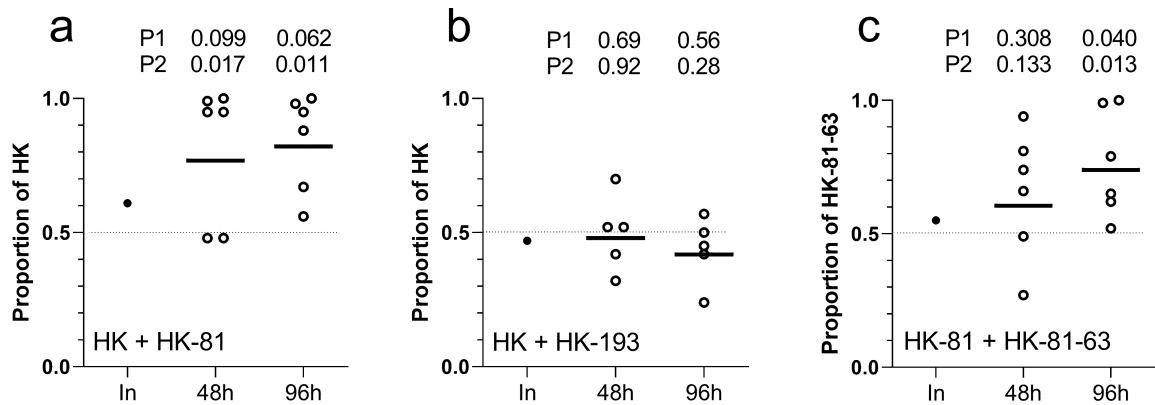 a
P1 0.099 0.062
P2 0.017 0.011
Proportion of HK
1.0
0.5
0.0
HK + HK-81
In 48h 96h
b
P1 0.69 0.56
P2 0.92 0.28
Proportion of HK
1.0
0.5
0.0
HK + HK-193
In 48h 96h
c
P1 0.308 0.040
P2 0.133 0.013
Proportion of HK-81-63
1.0
0.5
0.0
HK-81 + HK-81-63
In 48h 96h